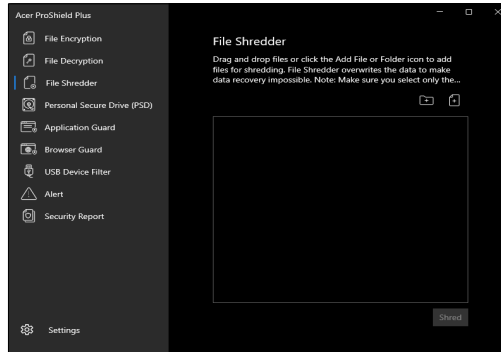 Acer ProShield Plus
File Encryption
File Decryption
File Shredder
Personal Secure Drive (PSD)
Application Guard
Browser Guard
USB Device Filter
Alert
Security Report
Settings
File Shredder
Drag and drop files or click the Add File or Folder icon to add
files for shredding. File Shredder overwrites the data to make
data recovery impossible. Note: Make sure you select only the...
Shred